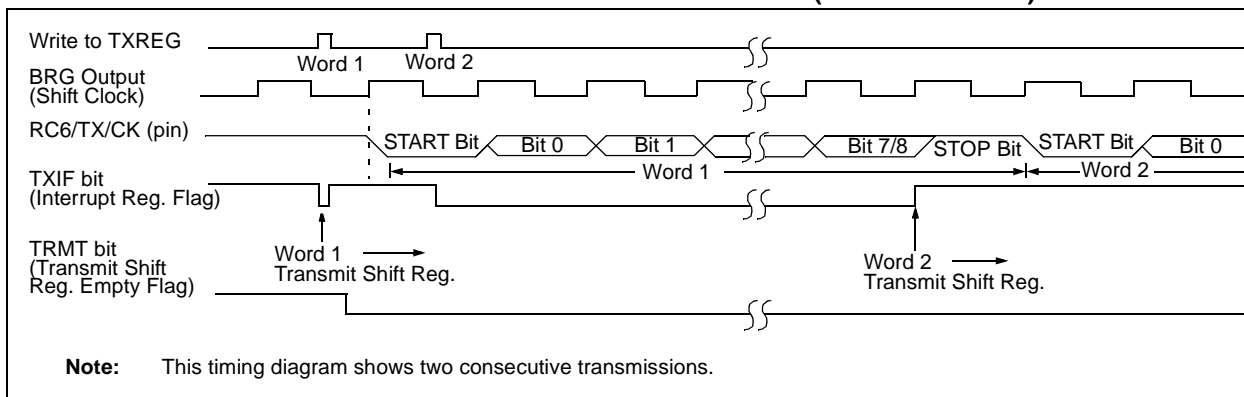 Write to TXREG
Word 1
Word 2
BRG Output
(Shift Clock)
RC6/TX/CK (pin)
START Bit
Bit 0
Bit 1
Bit 7/8
STOP Bit
START Bit
Bit 0
Word 1
Word 2
TXIF bit
(Interrupt Reg. Flag)
TRMT bit
(Transmit Shift
Reg. Empty Flag)
Word 1
Transmit Shift Reg.
Word 2
Transmit Shift Reg.
Note: This timing diagram shows two consecutive transmissions.